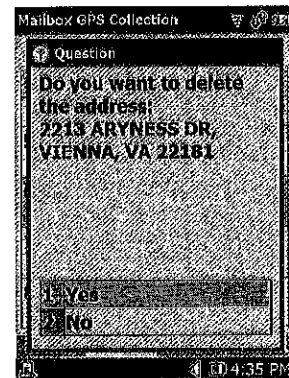 Mailbox GPS Collection
Question
Do you want to delete
the address:
2213 ARYNESS DR,
VIENNA, VA 22181
1 Yes
2 No
4:35 PM